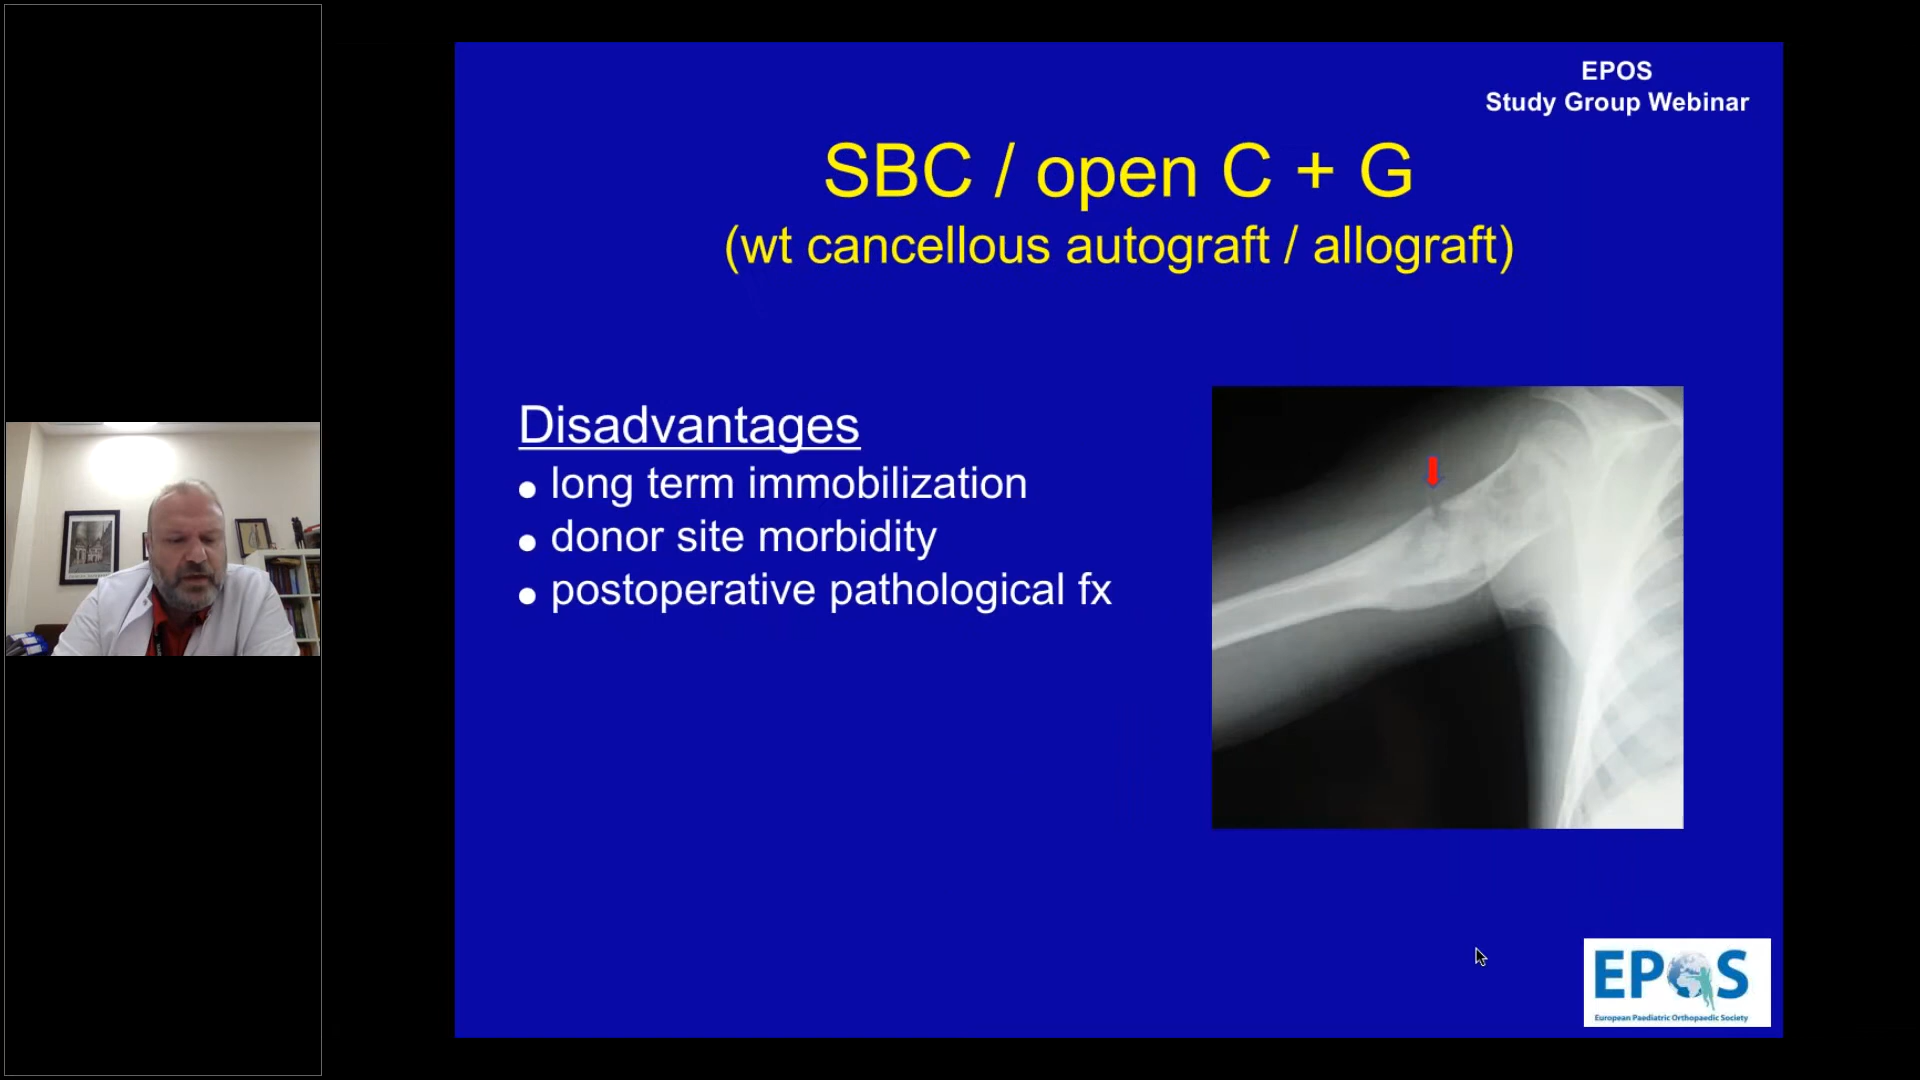 EPOS
Study Group Webinar
SBC / open C + G
(wt cancellous autograft / allograft)
Disadvantages
● long term immobilization
● donor site morbidity
● postoperative pathological fx
EPOS
European Paediatric Orthopaedic Society